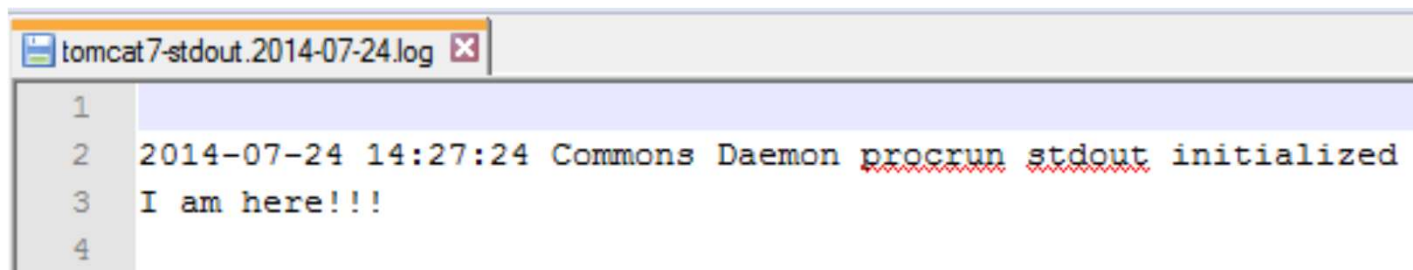 tomcat7-stdout.2014-07-24.log
1
2 2014-07-24 14:27:24 Commons Daemon procrun stdout initialized
3 I am here!!!
4